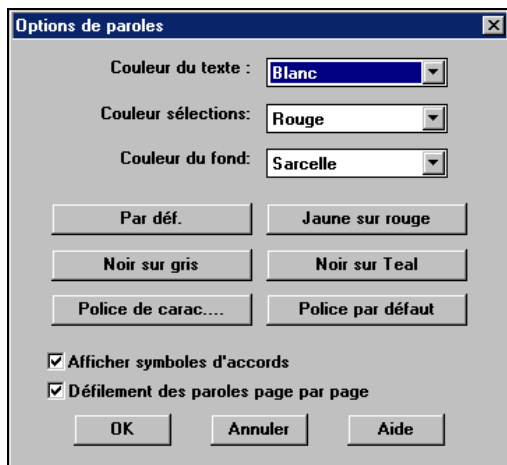 Options de paroles
Couleur du texte : Blanc
Couleur sélections: Rouge
Couleur du fond: Sarcelle
Par déf. Jaune sur rouge
Noir sur gris Noir sur Teal
Police de carac.... Police par défaut
Afficher symboles d'accords
Défilement des paroles page par page
OK Annuler Aide